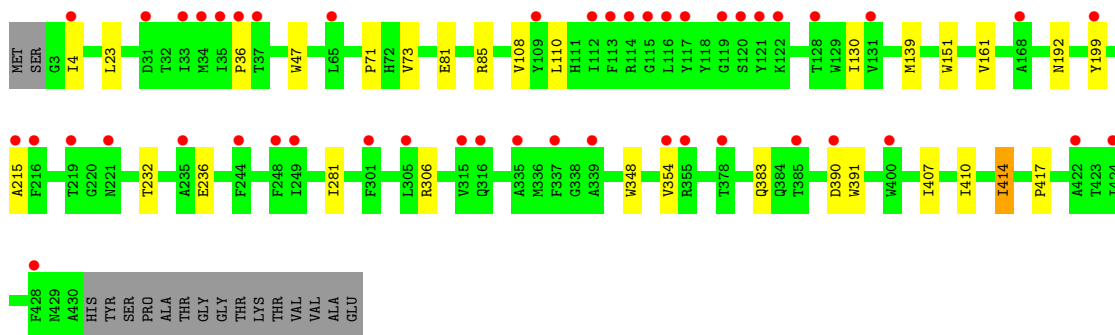 MET SER G3 I4 L23 D31 T32 I33 M34 I35 P36 T37 W47 L65 P71 H72 V73 E81 R85 V108 Y109 L110 H111 I112 F113 R114 G115 L116 Y117 Y118 G119 S120 Y121 K122 T128 W129 I130 V131 M139 W151 V161 A168 N192 Y199
A215 F216 T219 G220 N221 T232 A235 E236 F244 F248 I249 I281 F301 L305 R306 V315 Q316 A335 M336 F337 G338 A339 W348 V354 R355 T378 Q383 Q384 T385 D390 W391 W400 I407 I410 I414 P417 A422 T423
F428 N429 A430 HIS TYR SER PRO ALA THR GLY GLY THR LYS THR VAL VAL ALA GLU